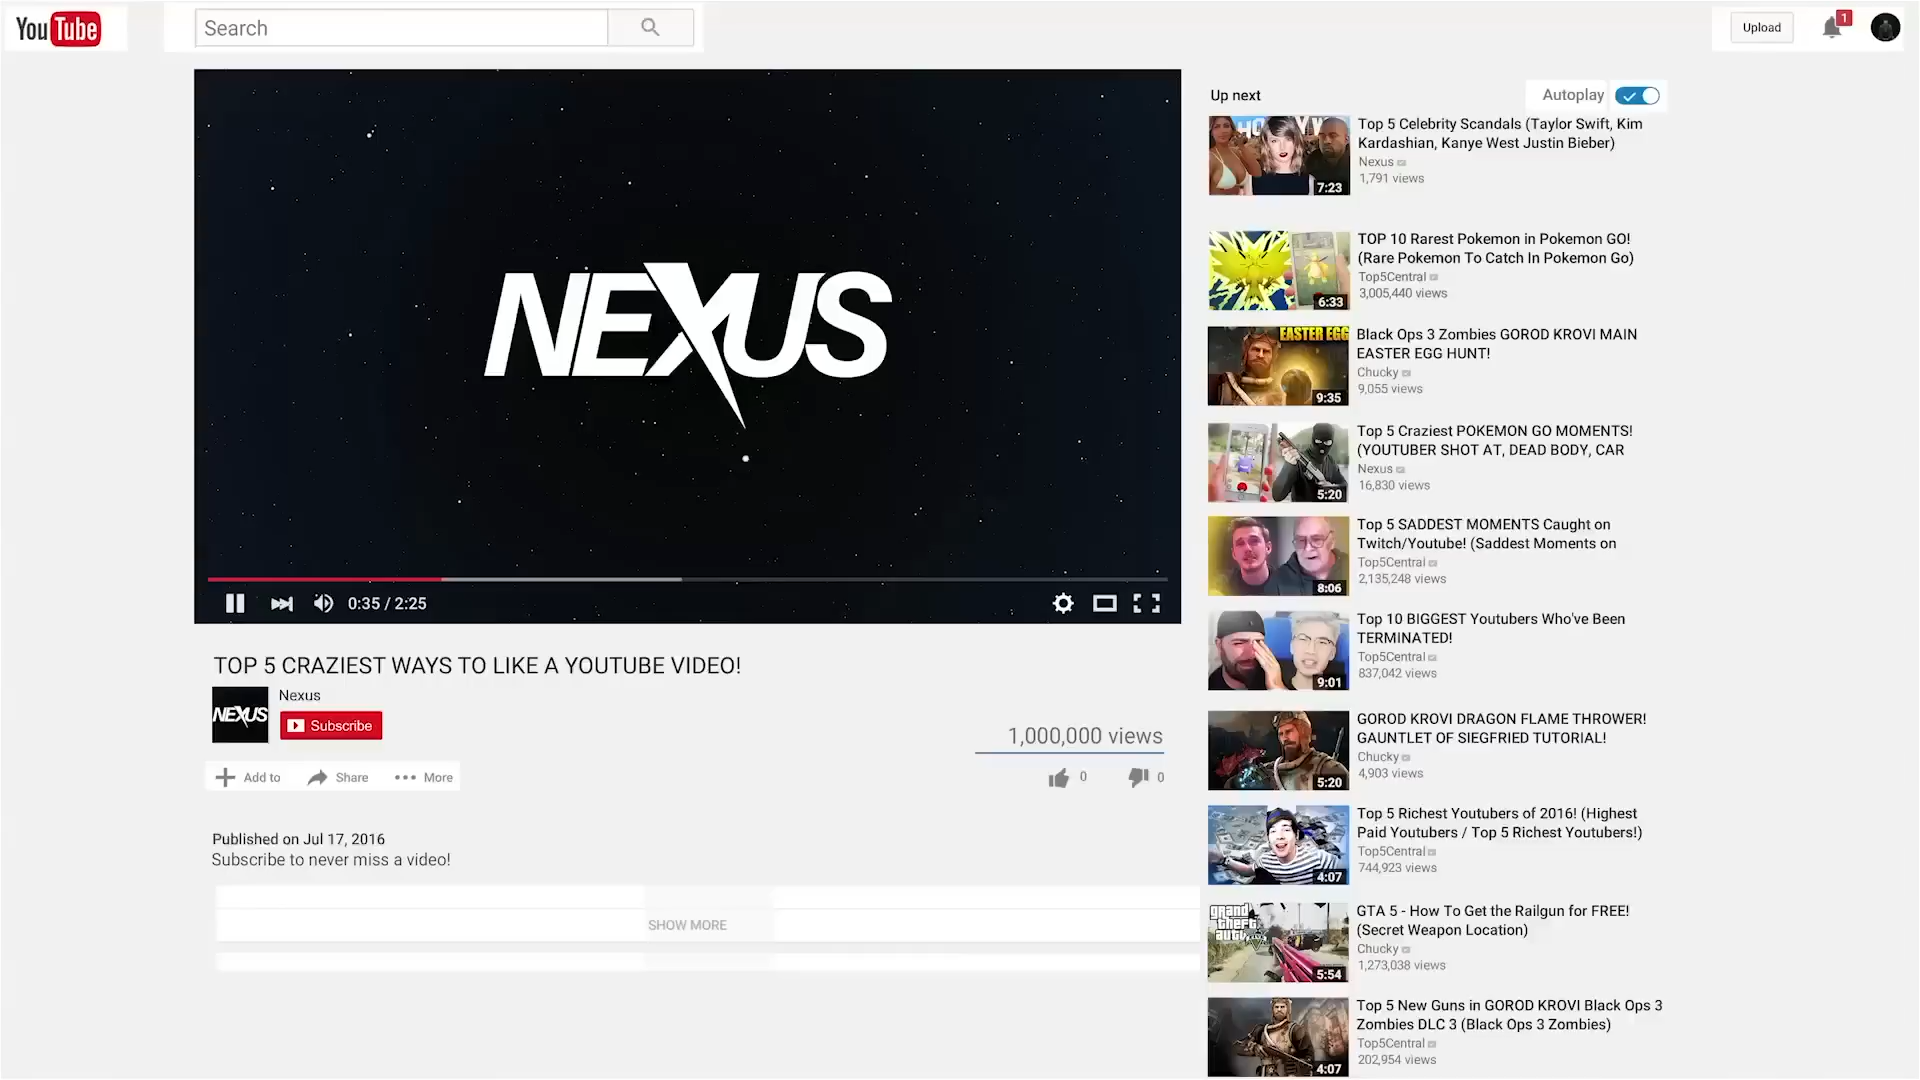 YouTube
Search
Upload
1
NEXUS
0:35 / 2:25
TOP 5 CRAZIEST WAYS TO LIKE A YOUTUBE VIDEO!
NEXUS
Nexus
Subscribe
1,000,000 views
Add to
Share
More
0
0
Published on Jul 17, 2016
Subscribe to never miss a video!
SHOW MORE
Up next
Autoplay
7:23
Top 5 Celebrity Scandals (Taylor Swift, Kim
Kardashian, Kanye West Justin Bieber)
Nexus
1,791 views
6:33
TOP 10 Rarest Pokemon in Pokemon GO!
(Rare Pokemon To Catch In Pokemon Go)
Top5Central
3,005,440 views
EASTER EGG
9:35
Black Ops 3 Zombies GOROD KROVI MAIN
EASTER EGG HUNT!
Chucky
9,055 views
5:20
Top 5 Craziest POKEMON GO MOMENTS!
(YOUTUBER SHOT AT, DEAD BODY, CAR
Nexus
16,830 views
8:06
Top 5 SADDEST MOMENTS Caught on
Twitch/Youtube! (Saddest Moments on
Top5Central
2,135,248 views
9:01
Top 10 BIGGEST Youtubers Who've Been
TERMINATED!
Top5Central
837,042 views
5:20
GOROD KROVI DRAGON FLAME THROWER!
GAUNTLET OF SIEGFRIED TUTORIAL!
Chucky
4,903 views
4:07
Top 5 Richest Youtubers of 2016! (Highest
Paid Youtubers / Top 5 Richest Youtubers!)
Top5Central
744,923 views
grand
theft
auto
5:54
GTA 5 - How To Get the Railgun for FREE!
(Secret Weapon Location)
Chucky
1,273,038 views
4:07
Top 5 New Guns in GOROD KROVI Black Ops 3
Zombies DLC 3 (Black Ops 3 Zombies)
Top5Central
202,954 views